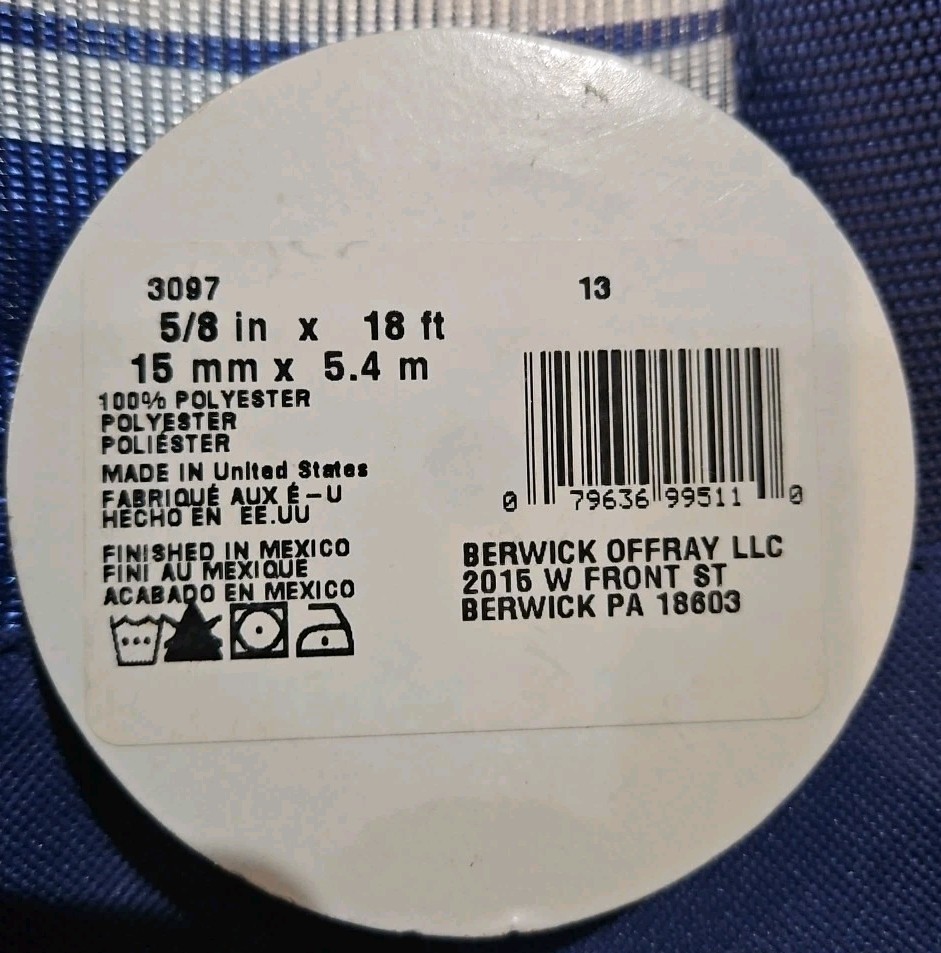 3097
13
5/8 in x 18 ft
15 mm x 5.4 m
100% POLYESTER
POLYESTER
POLIÉSTER
MADE IN United States
FABRIQUÉ AUX É-U
HECHO EN EE.UU
FINISHED IN MEXICO
FINI AU MEXIQUE
ACABADO EN MEXICO
0 79636 99511 0
BERWICK OFFRAY LLC
2015 W FRONT ST
BERWICK PA 18603